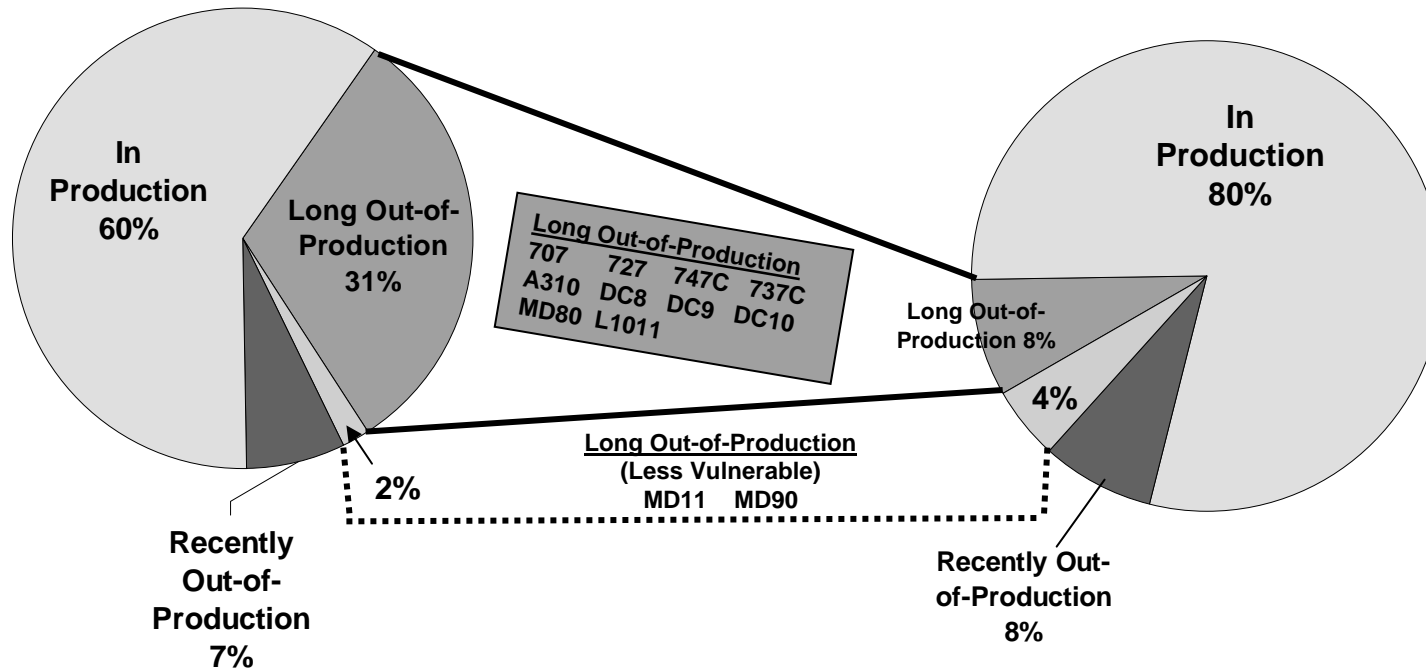 In
Production
60%
Long Out-of-
Production
31%
2%
Recently
Out-of-
Production
7%
Long Out-of-Production
707 727 747C 737C
A310 DC8 DC9 DC10
MD80 L1011
Long Out-of-Production
(Less Vulnerable)
MD11 MD90
In
Production
80%
Long Out-of-
Production 8%
4%
Recently Out-
of-Production
8%